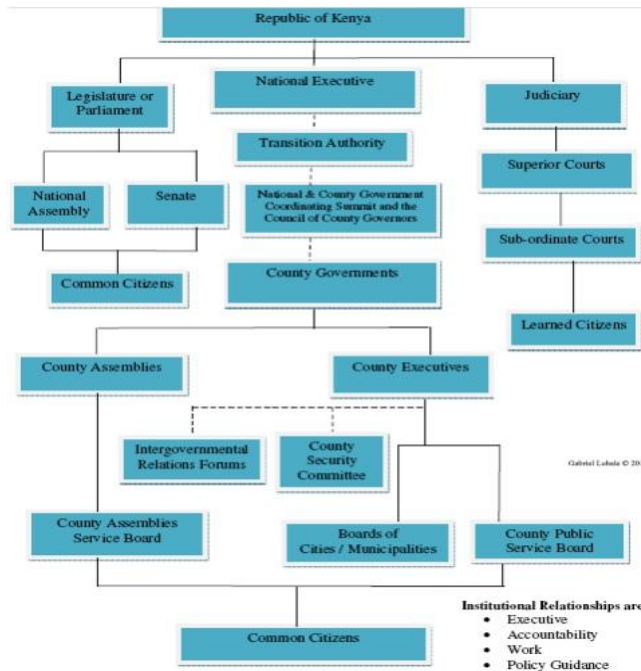 Republic of Kenya
Legislature or
Parliament
National Executive
Judiciary
Transition Authority
Superior Courts
National
Assembly
Senate
National & County Government
Coordinating Summit and the
Council of County Governors
Sub-ordinate Courts
Common Citizens
County Governments
Learned Citizens
County Assemblies
County Executives
Intergovernmental
Relations Forums
County
Security
Committee
Gabriel Lubale © 20
County Assemblies
Service Board
Boards of
Cities / Municipalities
County Public
Service Board
Common Citizens
Institutional Relationships are
• Executive
• Accountability
• Work
• Policy Guidance